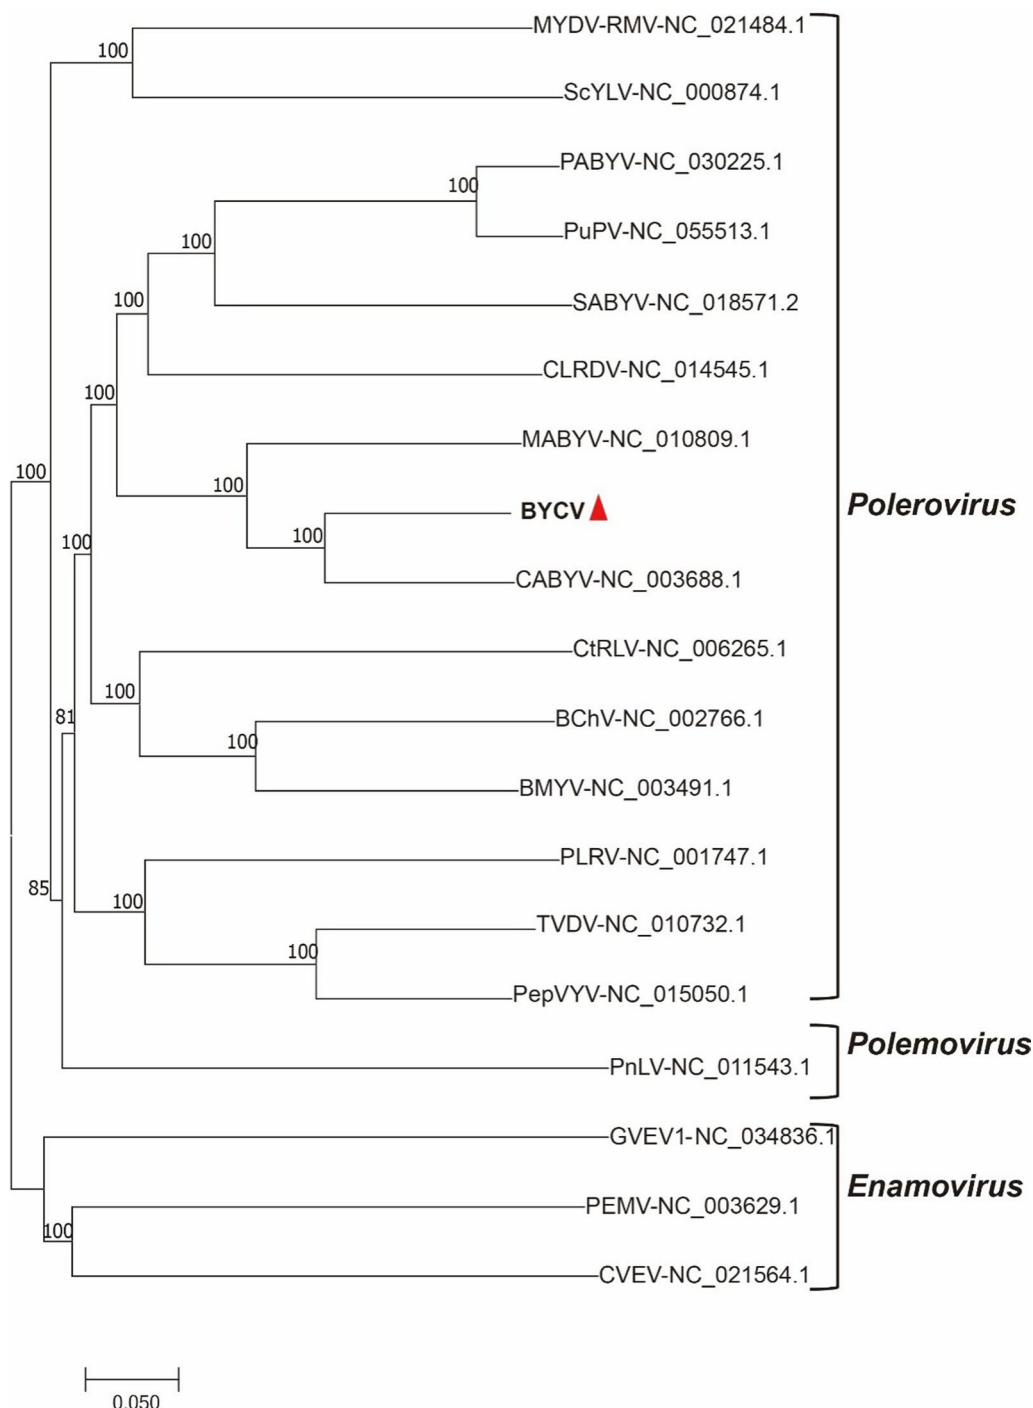 MYDV-RMV-NC_021484.1
100
ScYLV-NC_000874.1
PABYV-NC_030225.1
100
PuPV-NC_055513.1
100
SABYV-NC_018571.2
100
CLRDV-NC_014545.1
100
MABYV-NC_010809.1
100
100
BYCV
Polerovirus
100
CABYV-NC_003688.1
100
CtRLV-NC_006265.1
100
81
BChV-NC_002766.1
100
BMYV-NC_003491.1
PLRV-NC_001747.1
85
100
TVDV-NC_010732.1
100
PepVYV-NC_015050.1
Polemovirus
PnLV-NC_011543.1
GVEV1-NC_034836.1
Enamovirus
PEMV-NC_003629.1
100
CVEV-NC_021564.1
0.050